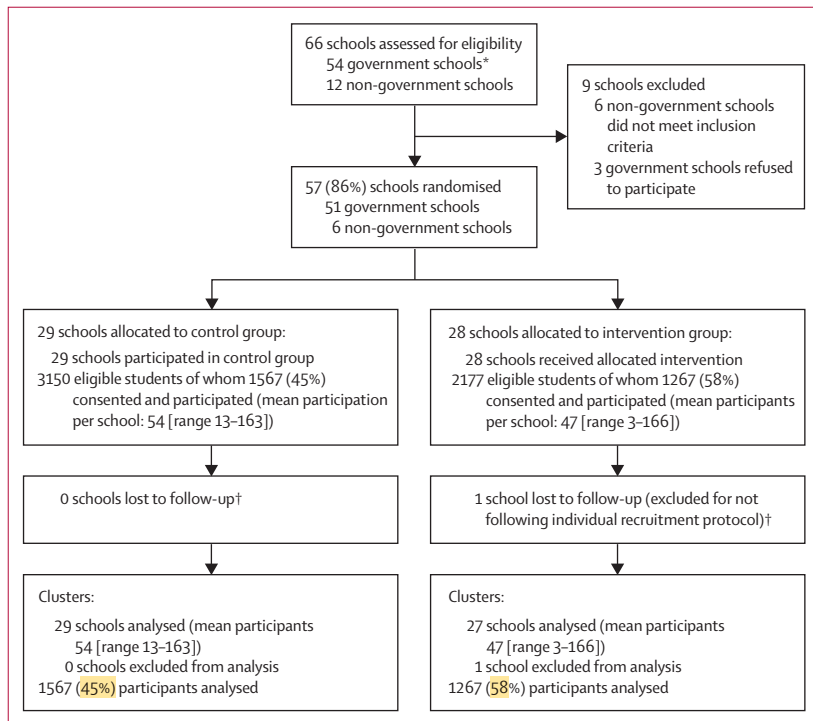 66 schools assessed for eligibility
54 government schools*
12 non-government schools
9 schools excluded
6 non-government schools
did not meet inclusion
criteria
3 government schools refused
to participate
57 (86%) schools randomised
51 government schools
6 non-government schools
29 schools allocated to control group:
29 schools participated in control group
3150 eligible students of whom 1567 (45%)
consented and participated (mean participation
per school: 54 [range 13–163])
28 schools allocated to intervention group:
28 schools received allocated intervention
2177 eligible students of whom 1267 (58%)
consented and participated (mean participants
per school: 47 [range 3–166])
0 schools lost to follow-up†
1 school lost to follow-up (excluded for not
following individual recruitment protocol)†
Clusters:
29 schools analysed (mean participants
54 [range 13–163])
0 schools excluded from analysis
1567 (45%) participants analysed
Clusters:
27 schools analysed (mean participants
47 [range 3–166])
1 school excluded from analysis
1267 (58%) participants analysed